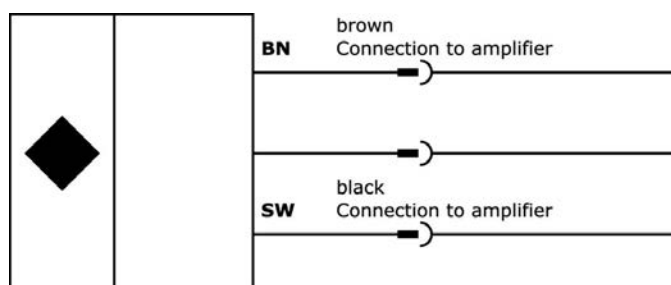 brown
BN Connection to amplifier
black
SW Connection to amplifier